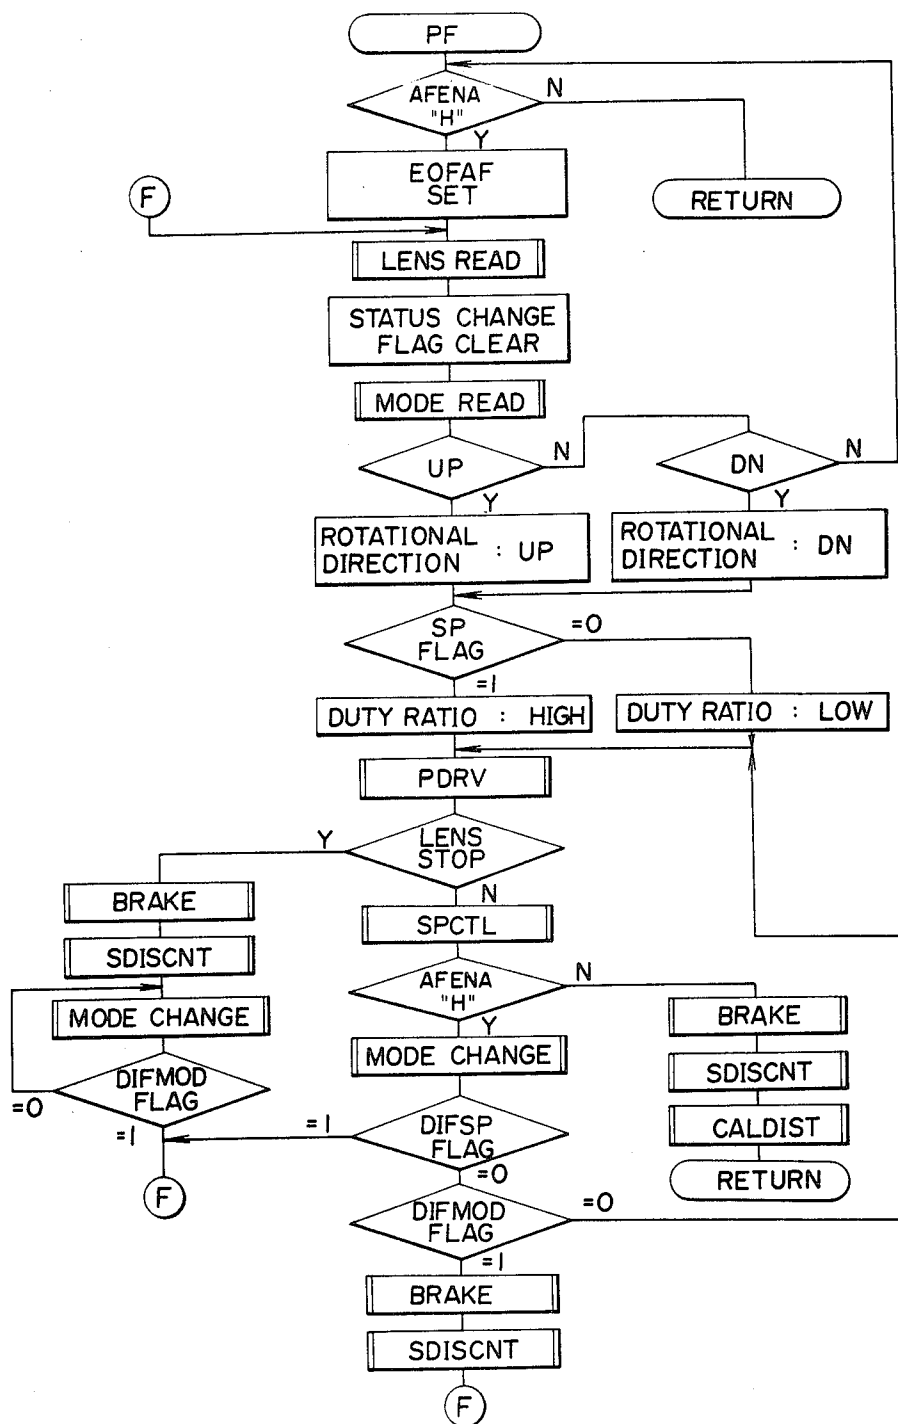 PF
AFENA
"H"
N
Y
EOFAF
SET
F
RETURN
LENS READ
STATUS CHANGE
FLAG CLEAR
MODE READ
UP
N
DN
N
Y
Y
ROTATIONAL
DIRECTION : UP
ROTATIONAL
DIRECTION : DN
SP
FLAG
=0
=1
DUTY RATIO : HIGH
DUTY RATIO : LOW
PDRV
LENS
STOP
Y
N
BRAKE
SPCTL
SDISCNT
AFENA
"H"
N
Y
MODE CHANGE
MODE CHANGE
BRAKE
DIFMOD
FLAG
=0
=1
SDISCNT
DIFSP
FLAG
=1
=0
CALDIST
RETURN
F
DIFMOD
FLAG
=0
=1
BRAKE
SDISCNT
F